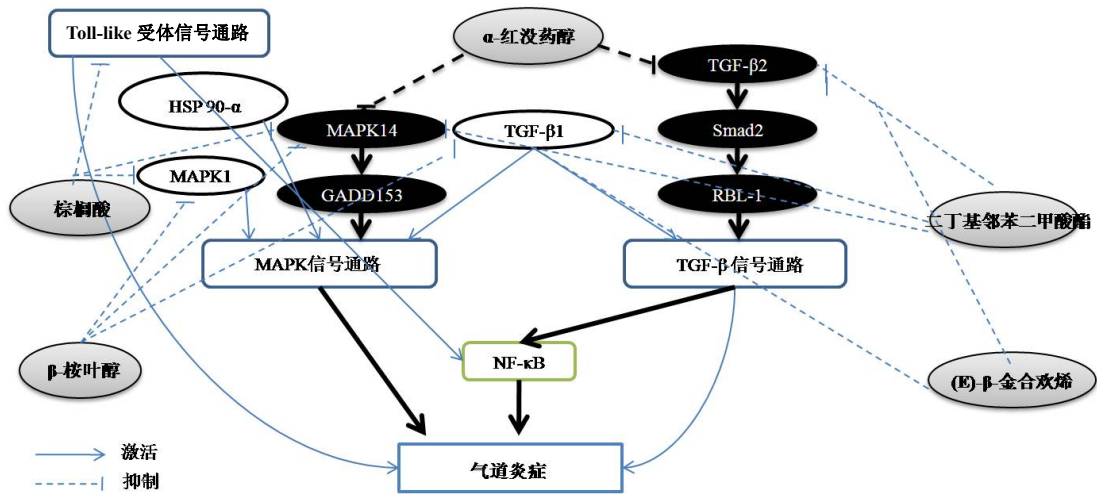 Toll-like 受体信号通路
α-红没药醇
TGF-β2
HSP 90-α
MAPK14
TGF-β1
Smad2
MAPK1
GADD153
RBL-1
棕榈酸
二丁基邻苯二甲酸酯
MAPK信号通路
TGF-β 信号通路
NF-κB
β-桉叶醇
(E)-β-金合欢烯
激活
气道炎症
抑制